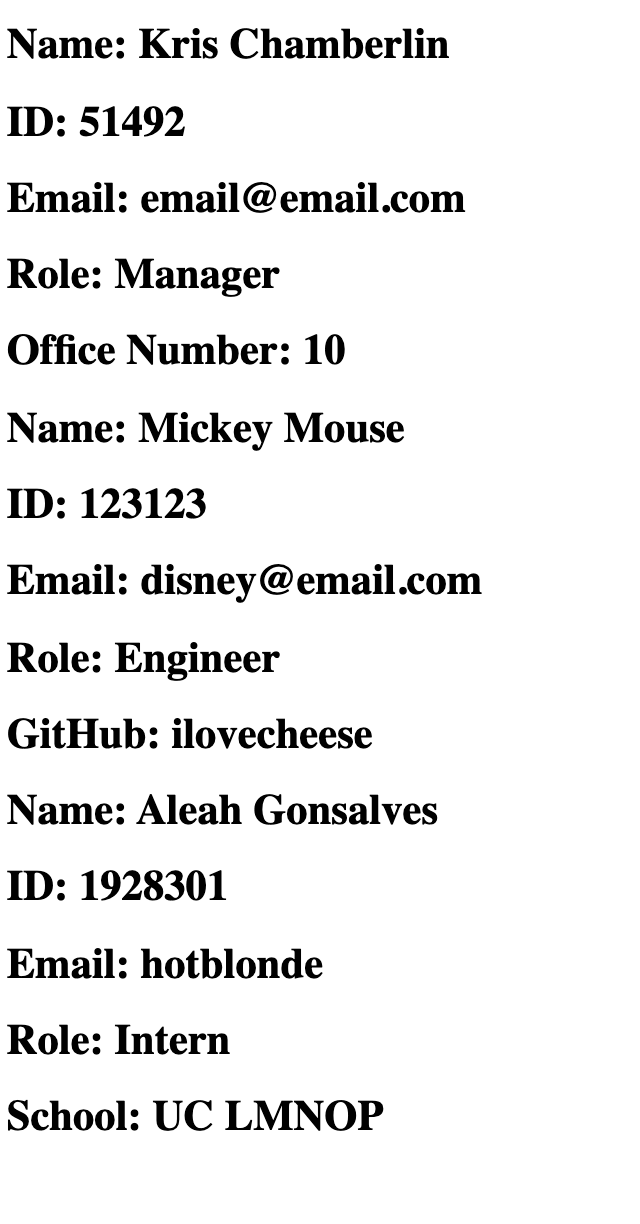 Name: Kris Chamberlin
ID: 51492
Email: email@email.com
Role: Manager
Office Number: 10
Name: Mickey Mouse
ID: 123123
Email: disney@email.com
Role: Engineer
GitHub: ilovecheese
Name: Aleah Gonsalves
ID: 1928301
Email: hotblonde
Role: Intern
School: UC LMNOP